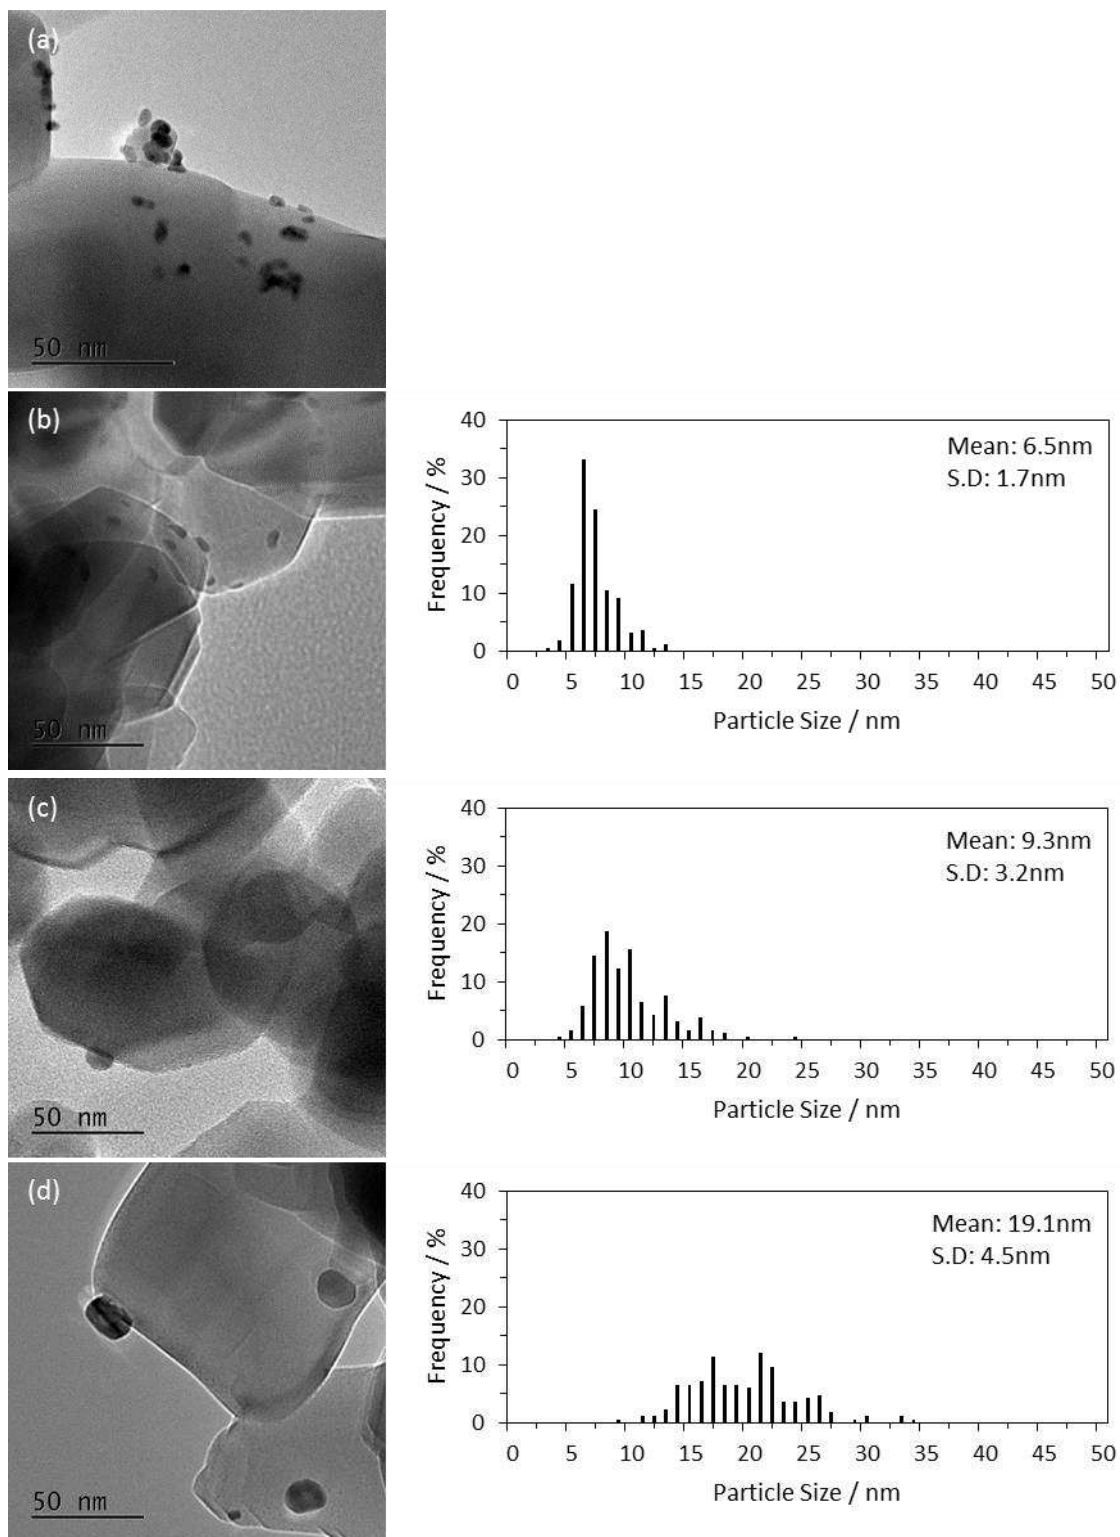 (a)
50 nm
(b)
50 nm
40
30
20
10
0
Frequency / %
Mean: 6.5nm
S.D: 1.7nm
0 5 10 15 20 25 30 35 40 45 50
Particle Size / nm
(c)
50 nm
40
30
20
10
0
Frequency / %
Mean: 9.3nm
S.D: 3.2nm
0 5 10 15 20 25 30 35 40 45 50
Particle Size / nm
(d)
50 nm
40
30
20
10
0
Frequency / %
Mean: 19.1nm
S.D: 4.5nm
0 5 10 15 20 25 30 35 40 45 50
Particle Size / nm